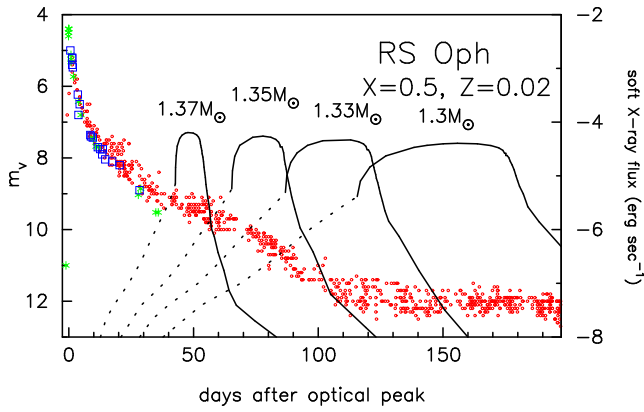 RS Oph
X=0.5, Z=0.02
1.37M⊙
1.35M⊙
1.33M⊙
1.3M⊙
4
6
8
10
12
m_v
-2
-4
-6
-8
soft X-ray flux (erg sec⁻¹)
0
50
100
150
days after optical peak